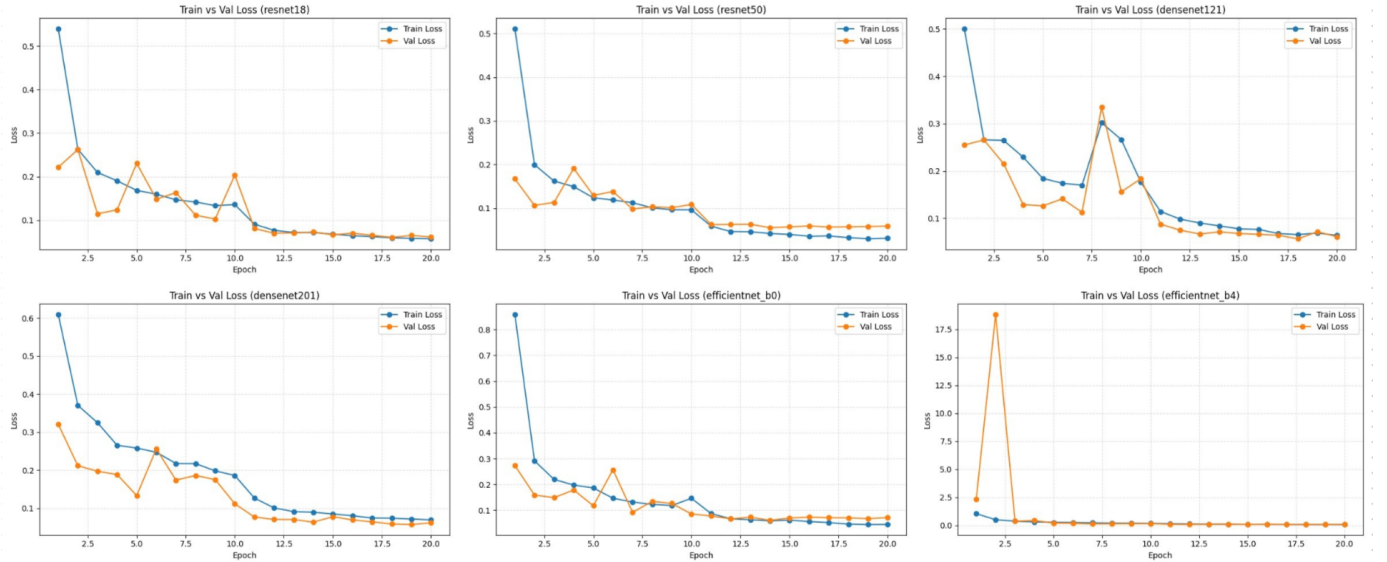 Train vs Val Loss (resnet18)
Train Loss
Val Loss
0.5
0.4
0.3
0.2
0.1
Loss
2.5 5.0 7.5 10.0 12.5 15.0 17.5 20.0
Epoch
Train vs Val Loss (resnet50)
Train Loss
Val Loss
0.5
0.4
0.3
0.2
0.1
Loss
2.5 5.0 7.5 10.0 12.5 15.0 17.5 20.0
Epoch
Train vs Val Loss (densenet121)
Train Loss
Val Loss
0.5
0.4
0.3
0.2
0.1
Loss
2.5 5.0 7.5 10.0 12.5 15.0 17.5 20.0
Epoch
Train vs Val Loss (densenet201)
Train Loss
Val Loss
0.6
0.5
0.4
0.3
0.2
0.1
Loss
2.5 5.0 7.5 10.0 12.5 15.0 17.5 20.0
Epoch
Train vs Val Loss (efficientnet_b0)
Train Loss
Val Loss
0.8
0.7
0.6
0.5
0.4
0.3
0.2
0.1
Loss
2.5 5.0 7.5 10.0 12.5 15.0 17.5 20.0
Epoch
Train vs Val Loss (efficientnet_b4)
Train Loss
Val Loss
17.5
15.0
12.5
10.0
7.5
5.0
2.5
0.0
Loss
2.5 5.0 7.5 10.0 12.5 15.0 17.5 20.0
Epoch